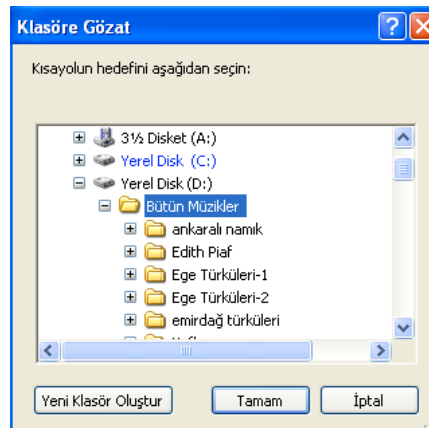 Klasöre Gözat
Kısayolun hedefini aşağıdan seçin:
3½ Disket (A:)
Yerel Disk (C:)
Yerel Disk (D:)
Bütün Müzikler
ankaralı namık
Edith Piaf
Ege Türküleri-1
Ege Türküleri-2
emirdağ türküleri
Yeni Klasör Oluştur Tamam İptal